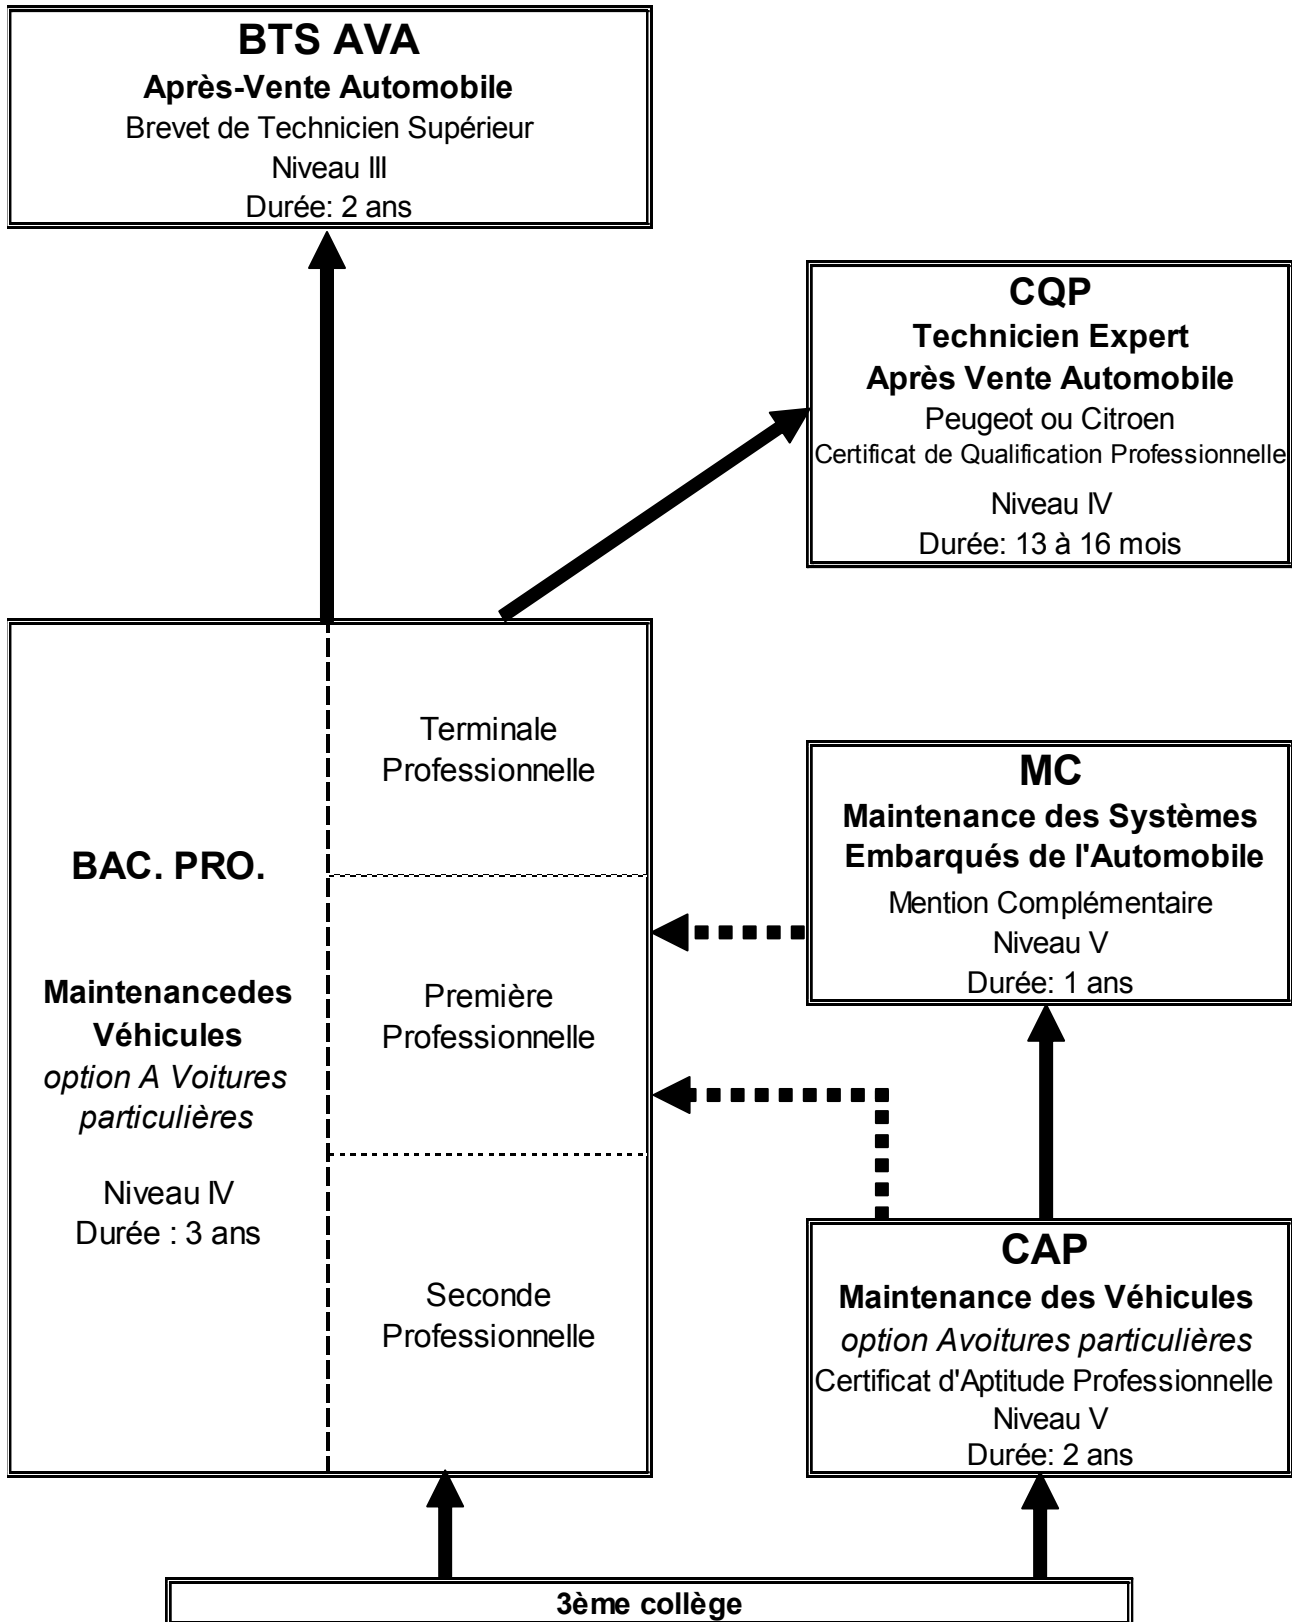 BTS AVA
Après-Vente Automobile
Brevet de Technicien Supérieur
Niveau III
Durée: 2 ans
CQP
Technicien Expert
Après Vente Automobile
Peugeot ou Citroen
Certificat de Qualification Professionnelle
Niveau IV
Durée: 13 à 16 mois
BAC. PRO.
Maintenancedes
Véhicules
option A Voitures
particulières
Niveau IV
Durée : 3 ans
Terminale
Professionnelle
Première
Professionnelle
Seconde
Professionnelle
MC
Maintenance des Systèmes
Embarqués de l'Automobile
Mention Complémentaire
Niveau V
Durée: 1 ans
CAP
Maintenance des Véhicules
option Avoitures particulières
Certificat d'Aptitude Professionnelle
Niveau V
Durée: 2 ans
3ème collège